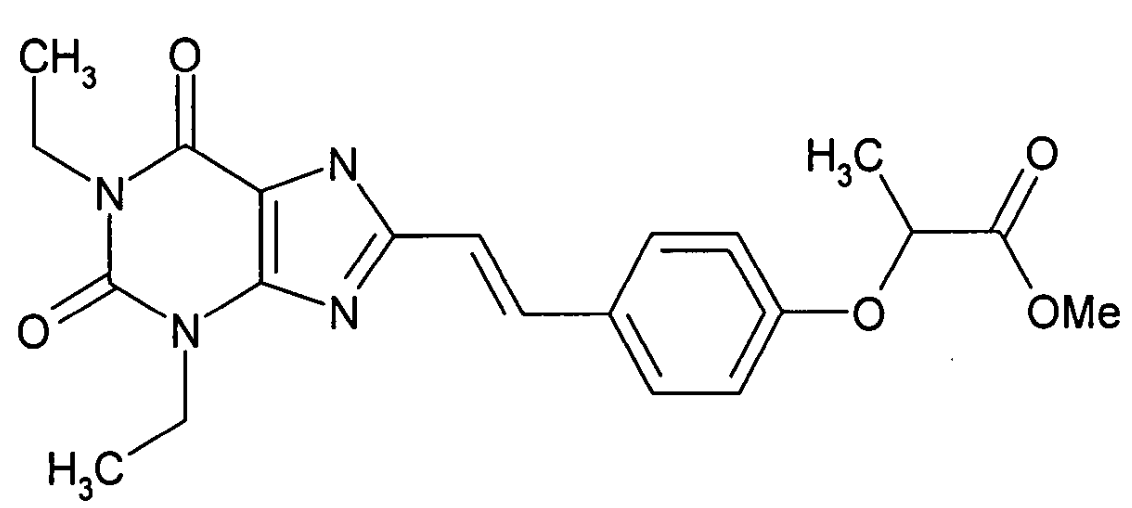 CH3 O
N H3C O
N
O N N O OMe
H3C